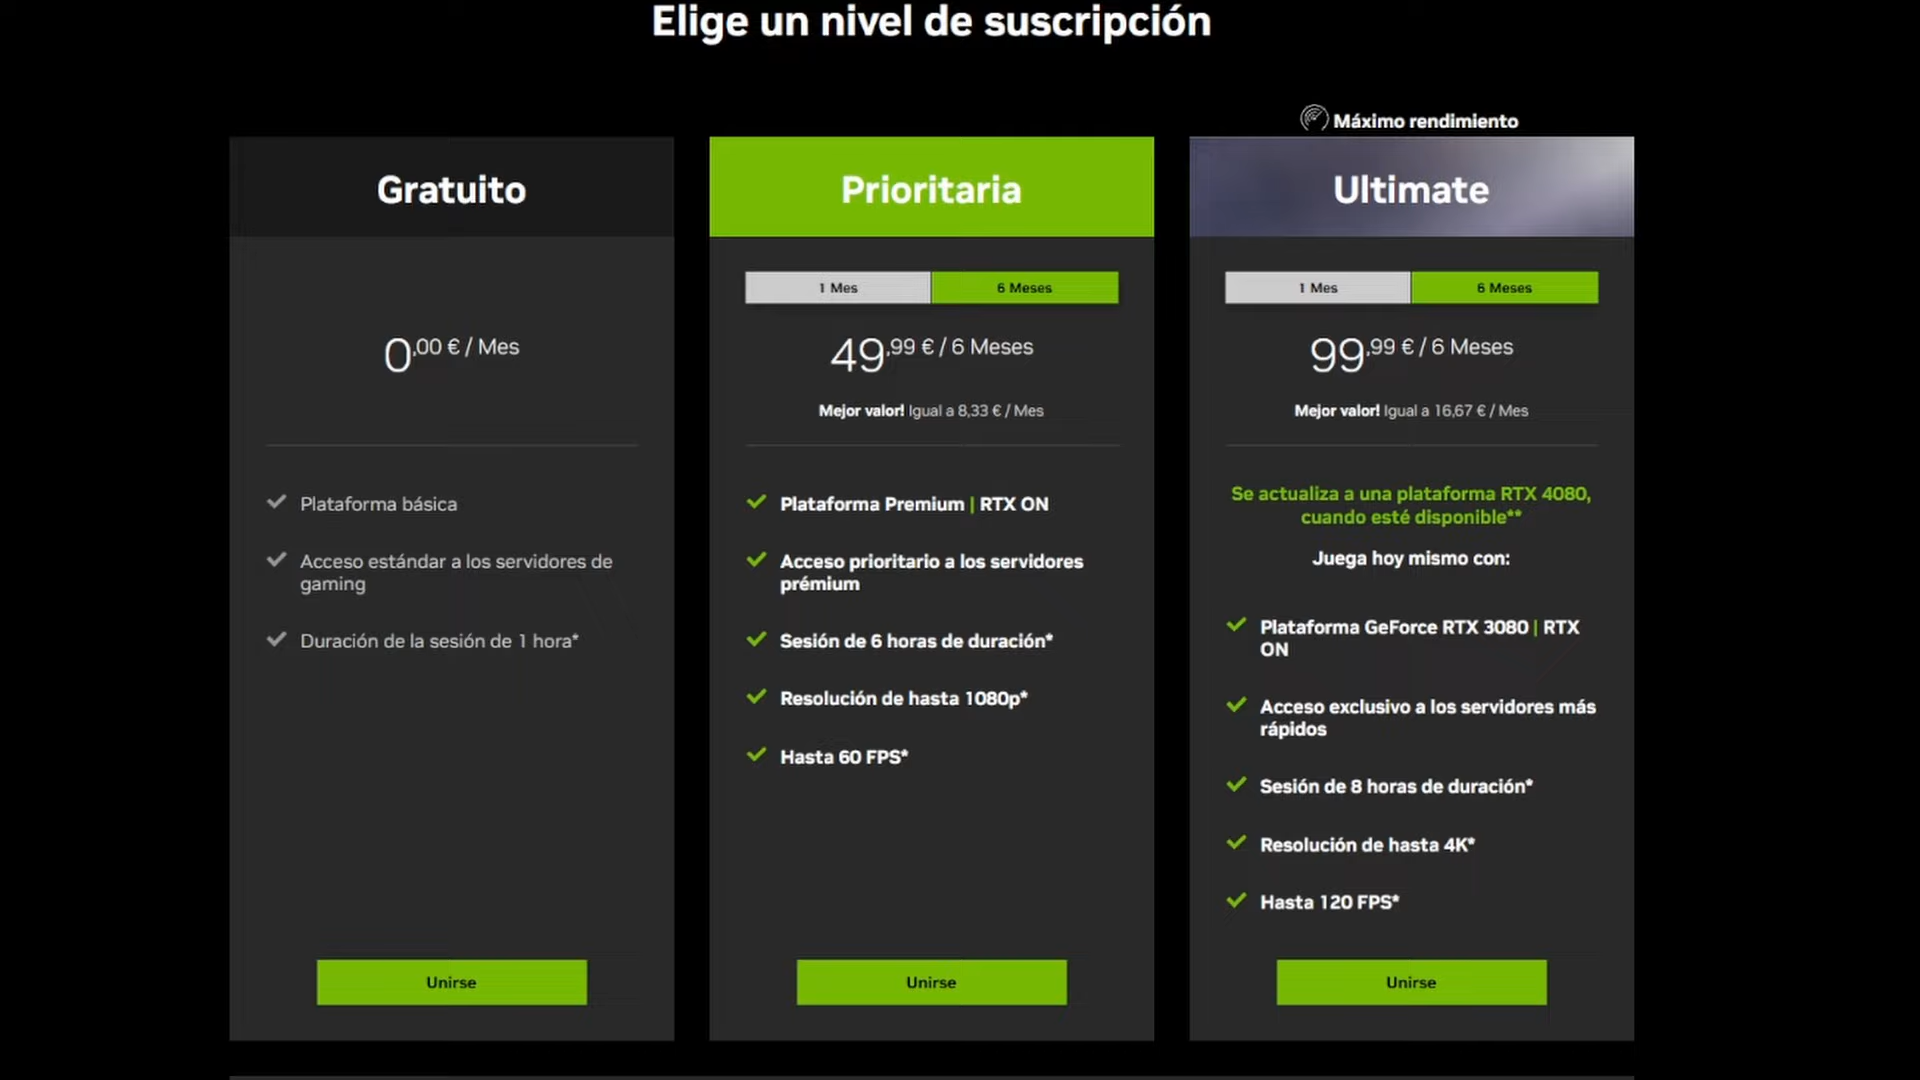 Elige un nivel de suscripción
Gratuito
0,00 € / Mes
Plataforma básica
Acceso estándar a los servidores de
gaming
Duración de la sesión de 1 hora*
Unirse
Prioritaria
1 Mes
6 Meses
49,99 € / 6 Meses
Mejor valor! Igual a 8,33 € / Mes
Plataforma Premium | RTX ON
Acceso prioritario a los servidores
prémium
Sesión de 6 horas de duración*
Resolución de hasta 1080p*
Hasta 60 FPS*
Unirse
Máximo rendimiento
Ultimate
1 Mes
6 Meses
99,99 € / 6 Meses
Mejor valor! Igual a 16,67 € / Mes
Se actualiza a una plataforma RTX 4080,
cuando esté disponible**
Juega hoy mismo con:
Plataforma GeForce RTX 3080 | RTX
ON
Acceso exclusivo a los servidores más
rápidos
Sesión de 8 horas de duración*
Resolución de hasta 4K*
Hasta 120 FPS*
Unirse